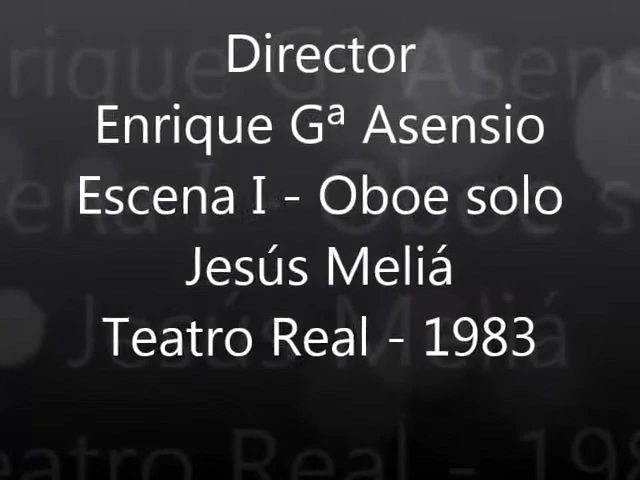 Director
Enrique Gª Asensio
Escena I - Oboe solo
Jesús Meliá
Teatro Real - 1983